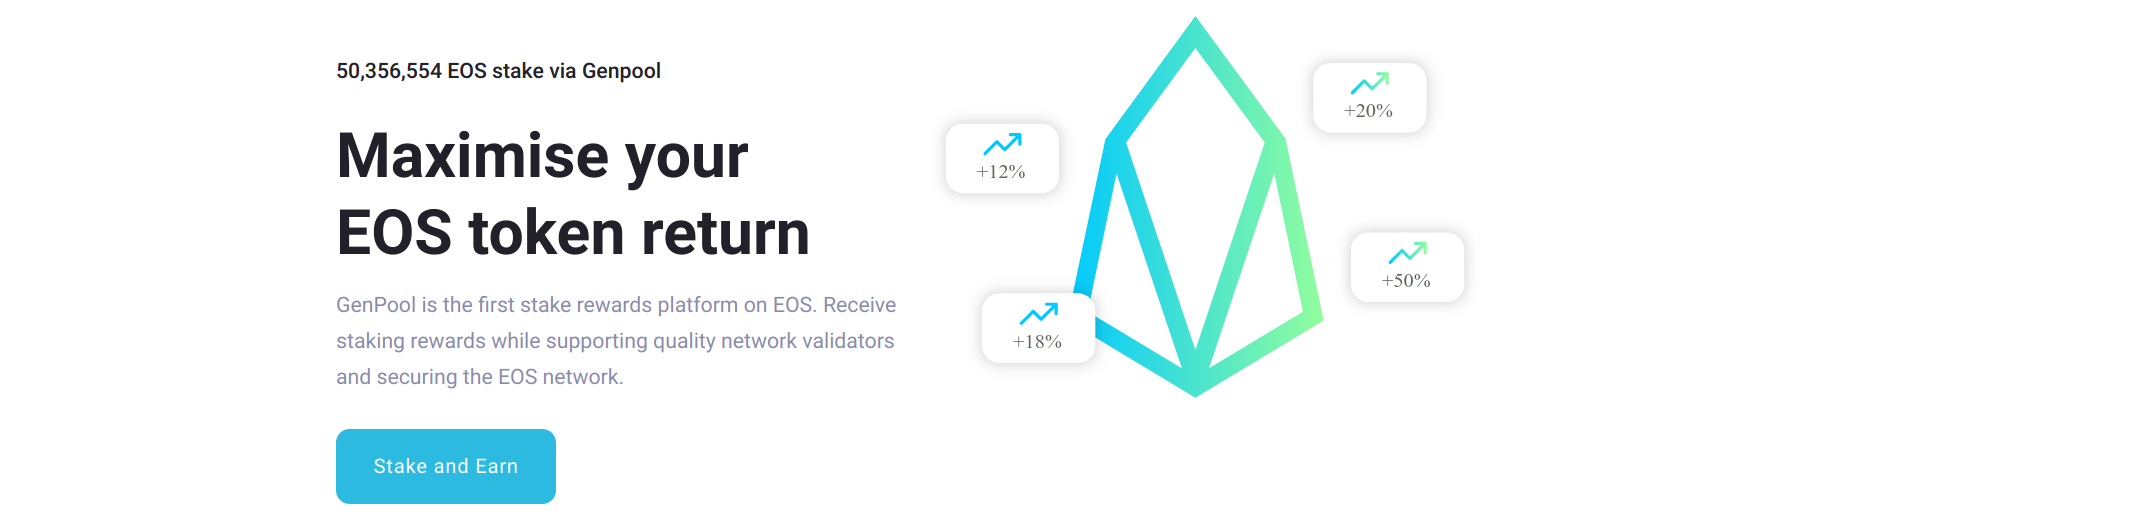 50,356,554 EOS stake via Genpool
Maximise your
EOS token return
GenPool is the first stake rewards platform on EOS. Receive
staking rewards while supporting quality network validators
and securing the EOS network.
Stake and Earn
+12%
+18%
+20%
+50%